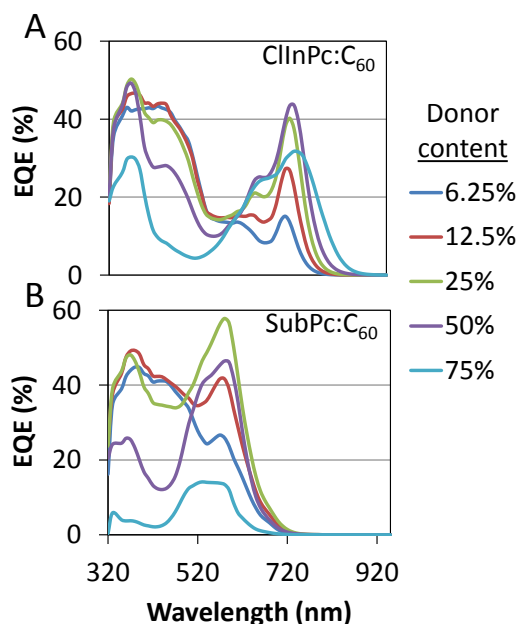 A
60
ClInPc:C₆₀
40
20
0
EQE (%)
B
60
SubPc:C₆₀
40
20
0
EQE (%)
320
520
720
920
Wavelength (nm)
Donor
content
6.25%
12.5%
25%
50%
75%